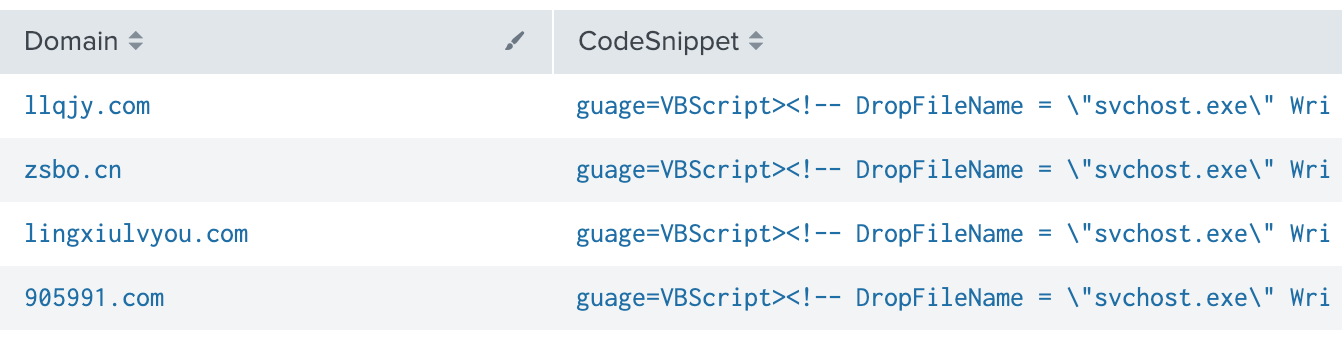 Domain CodeSnippet
llqjy.com guage=VBScript><!-- DropFileName = \"svchost.exe\" Wri
zsbo.cn guage=VBScript><!-- DropFileName = \"svchost.exe\" Wri
lingxiulvyou.com guage=VBScript><!-- DropFileName = \"svchost.exe\" Wri
905991.com guage=VBScript><!-- DropFileName = \"svchost.exe\" Wri